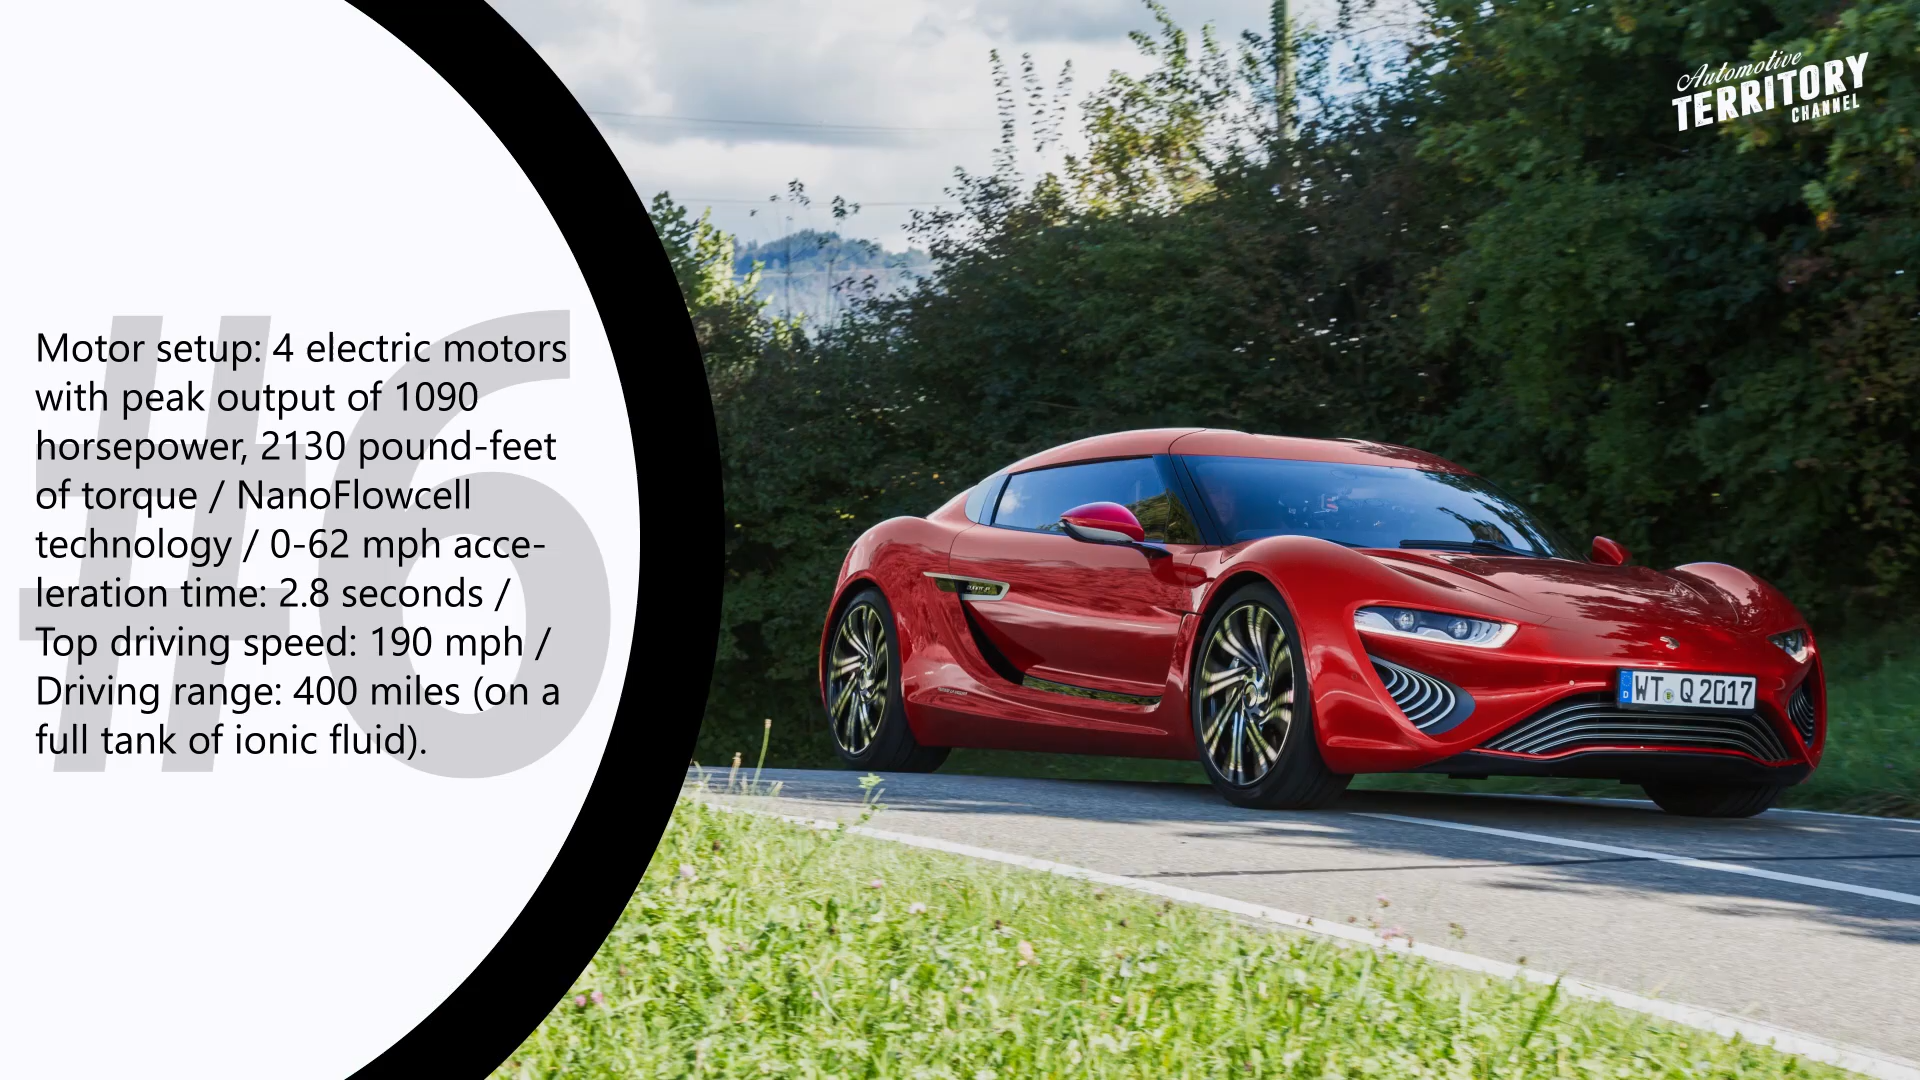 #6
Motor setup: 4 electric motors
with peak output of 1090
horsepower, 2130 pound-feet
of torque / NanoFlowcell
technology / 0-62 mph acce-
leration time: 2.8 seconds /
Top driving speed: 190 mph /
Driving range: 400 miles (on a
full tank of ionic fluid).
Automotive
TERRITORY
CHANNEL
D WT Q 2017